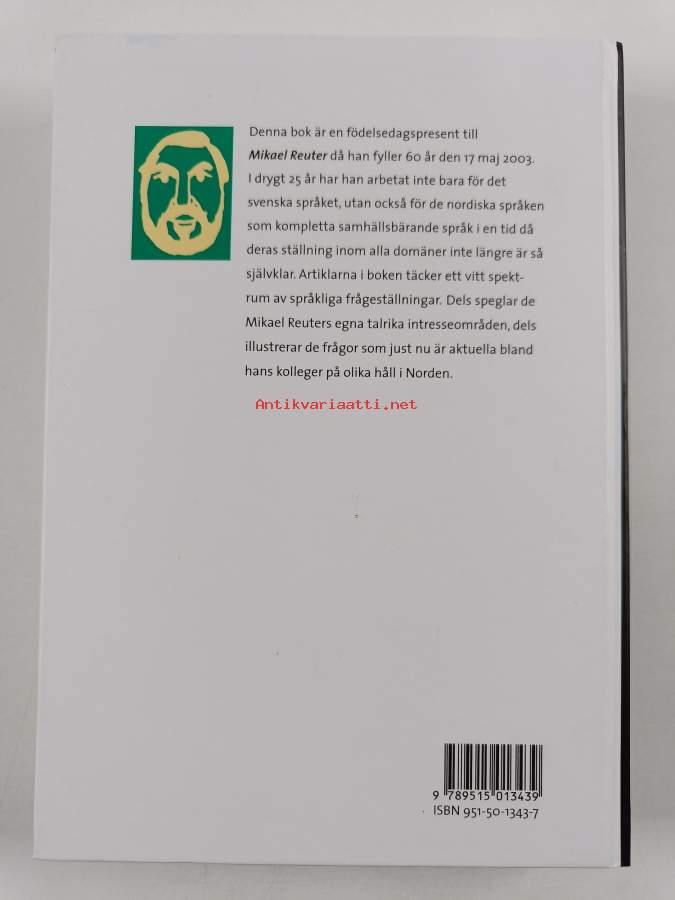 Denna bok är en födelsedagspresent till
Mikael Reuter då han fyller 60 år den 17 maj 2003.
I drygt 25 år har han arbetat inte bara för det
svenska språket, utan också för de nordiska språken
som kompletta samhällsbärande språk i en tid då
deras ställning inom alla domäner inte längre är så
självklar. Artiklarna i boken täcker ett vitt spekt-
rum av språkliga frågeställningar. Dels speglar de
Mikael Reuters egna talrika intresseområden, dels
illustrerar de frågor som just nu är aktuella bland
hans kolleger på olika håll i Norden.
Antikvariaatti.net
9 789515 013439
ISBN 951-50-1343-7